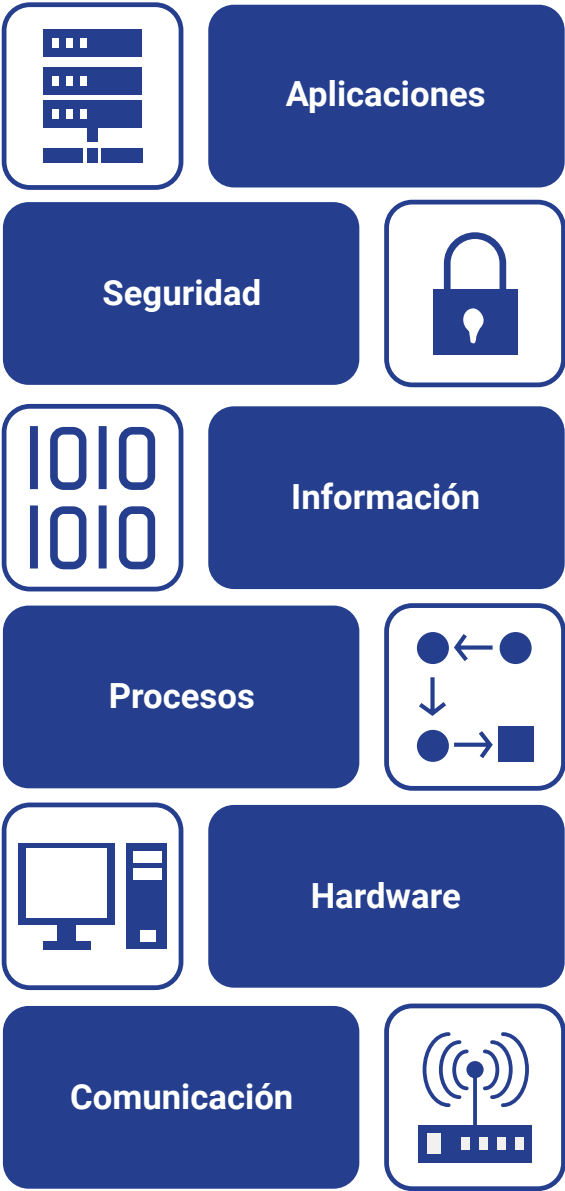 Aplicaciones
Seguridad
1010
1010
Información
Procesos
Hardware
Comunicación